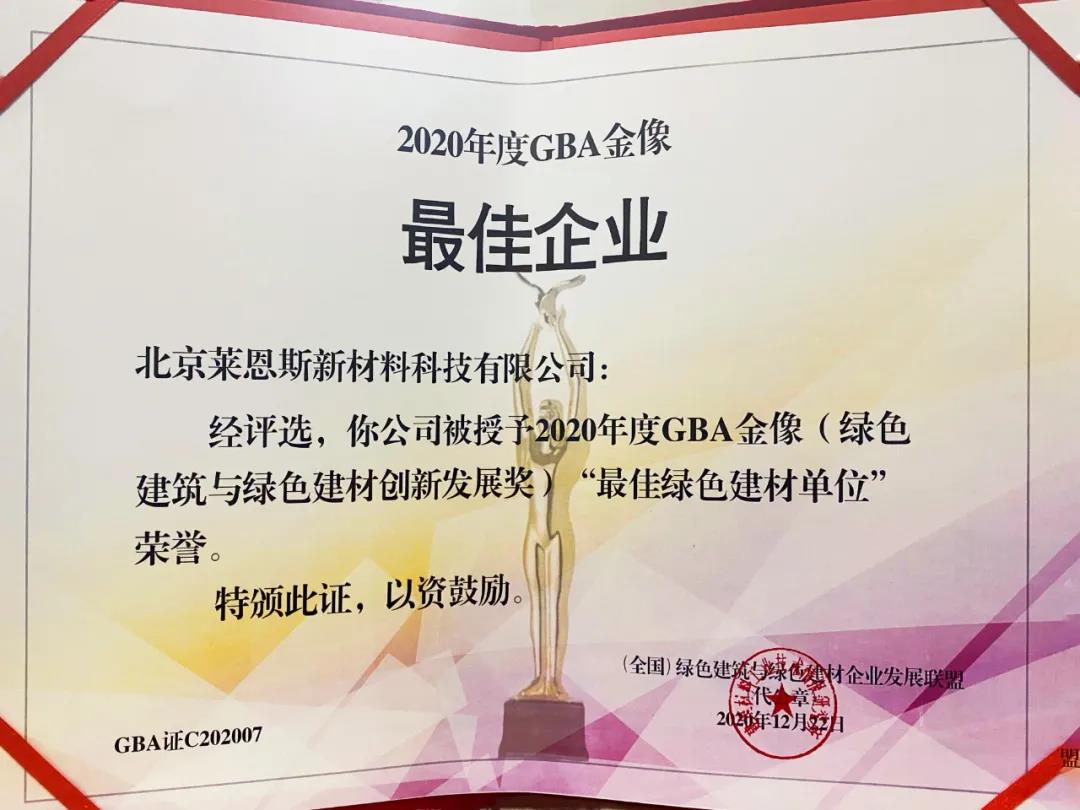 2020年度GBA金像
最佳企业
北京莱恩斯新材料科技有限公司：
经评选，你公司被授予2020年度GBA金像（绿色
建筑与绿色建材创新发展奖）“最佳绿色建材单位”
荣誉。
特颁此证，以资鼓励。
（全国）绿色建筑与绿色建材企业发展联盟
代 章
2020年12月22日
GBA证C202007
盟